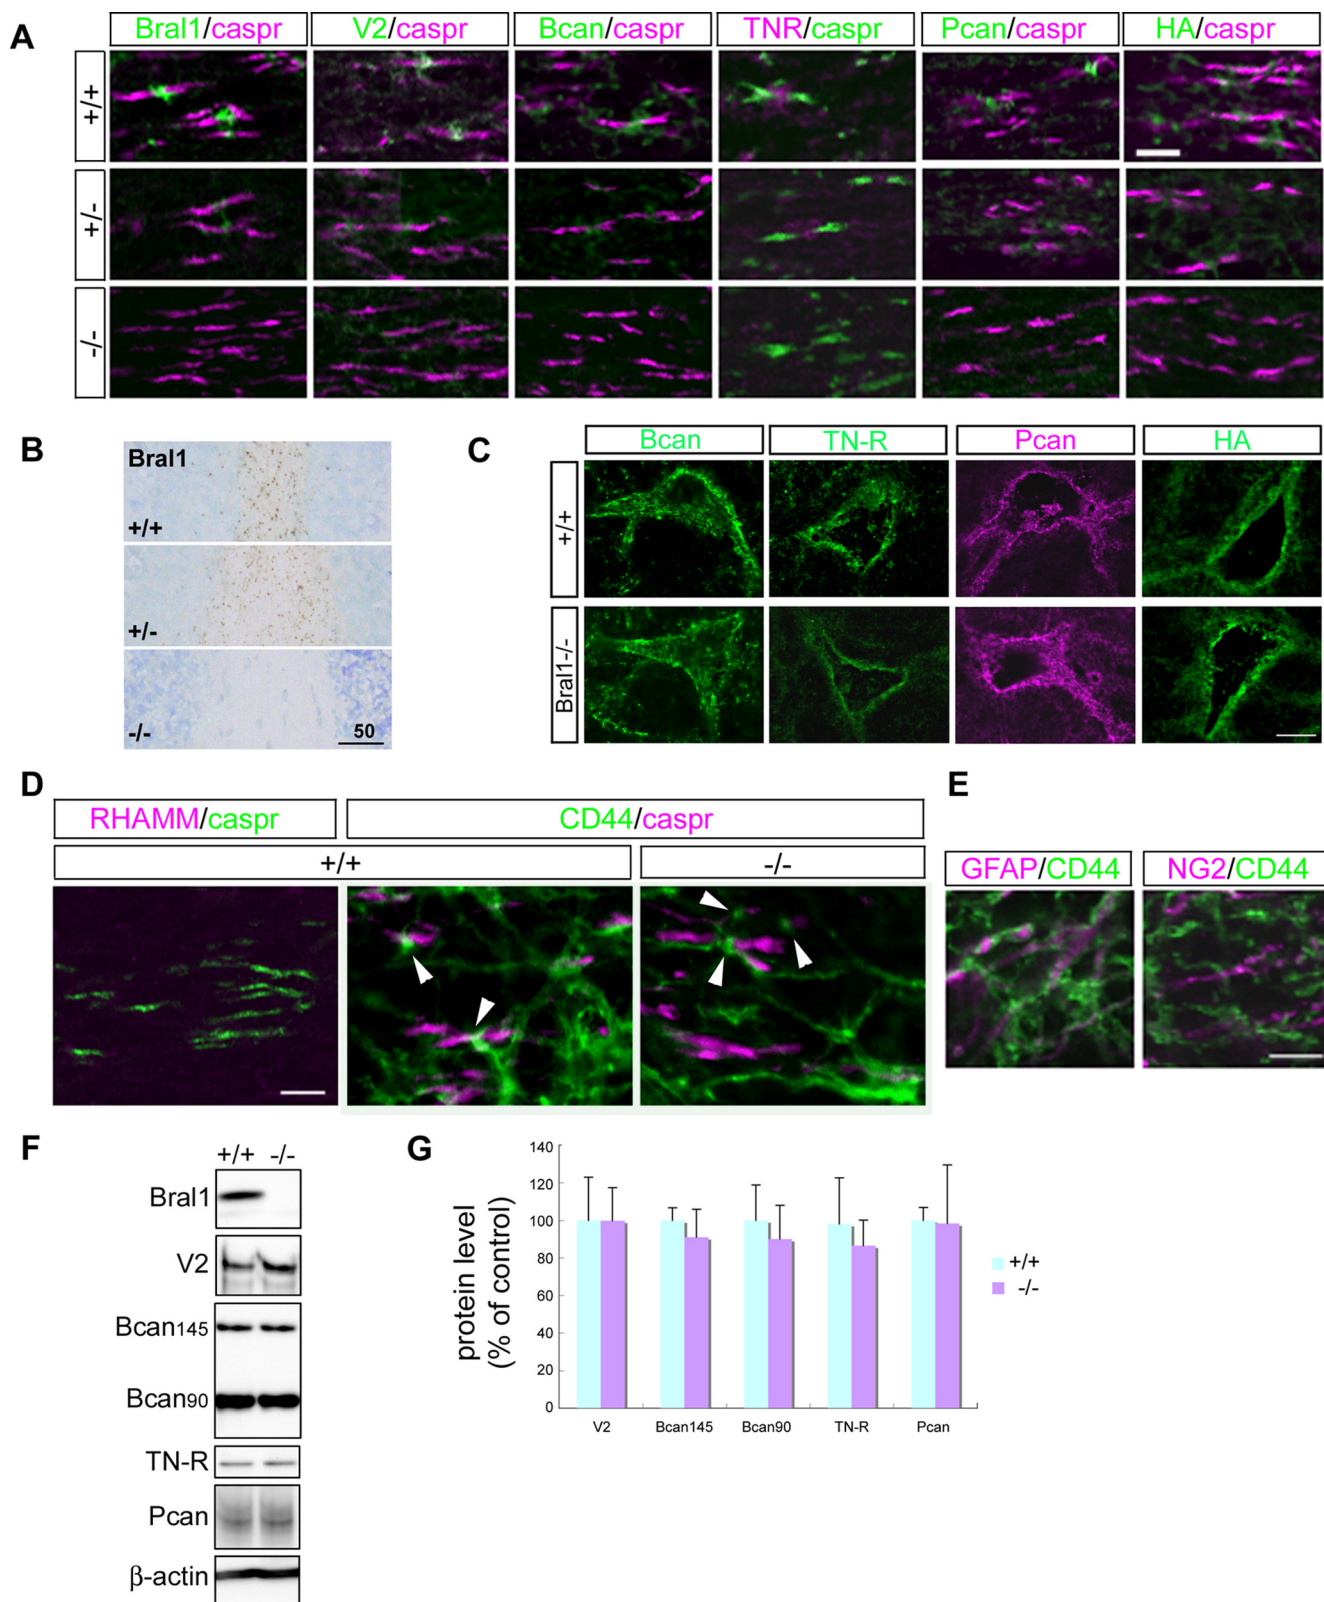 A
Bral1/caspr V2/caspr Bcan/caspr TNR/caspr Pcan/caspr HA/caspr
+/+
+/-
-/-
B
Bral1
+/+
+/-
-/-
50
C
Bcan TN-R Pcan HA
+/+
Bral1-/-
D
RHAMM/caspr CD44/caspr
+/+ -/-
E
GFAP/CD44 NG2/CD44
F
+/+ -/-
Bral1
V2
Bcan145
Bcan90
TN-R
Pcan
β-actin
G
protein level
(% of control)
140
120
100
80
60
40
20
0
V2 Bcan145 Bcan90 TN-R Pcan
+/+
-/-